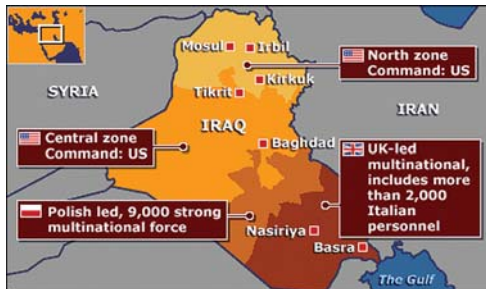 Mosul
Irbil
North zone
Command: US
Kirkuk
SYRIA
Tikrit
IRAN
IRAQ
Central zone
Command: US
Baghdad
UK-led
multinational,
includes more
than 2,000
Italian
personnel
Polish led, 9,000 strong
multinational force
Nasiriya
Basra
The Gulf